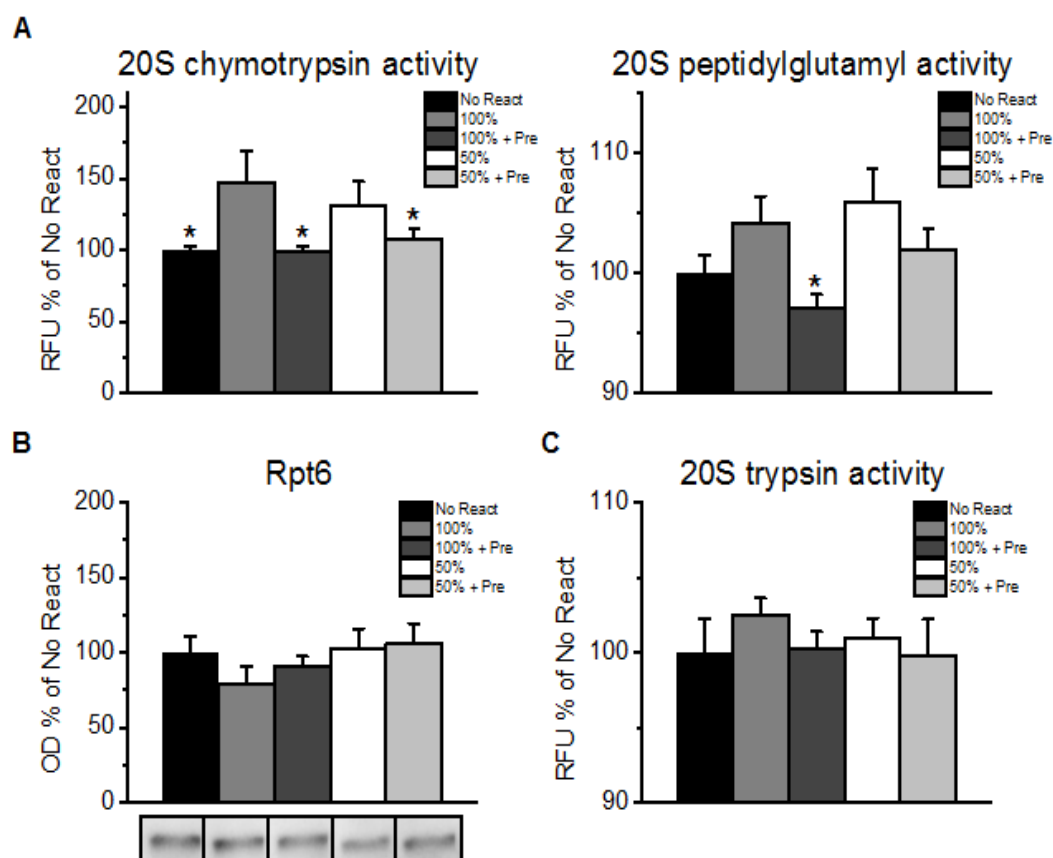 A
20S chymotrypsin activity
RFU % of No React
200
150
100
50
0
No React
100%
100% + Pre
50%
50% + Pre
*
*
*
20S peptidylglutamyl activity
RFU % of No React
110
100
90
No React
100%
100% + Pre
50%
50% + Pre
*
B
Rpt6
OD % of No React
200
150
100
50
0
No React
100%
100% + Pre
50%
50% + Pre
C
20S trypsin activity
RFU % of No React
110
100
90
No React
100%
100% + Pre
50%
50% + Pre